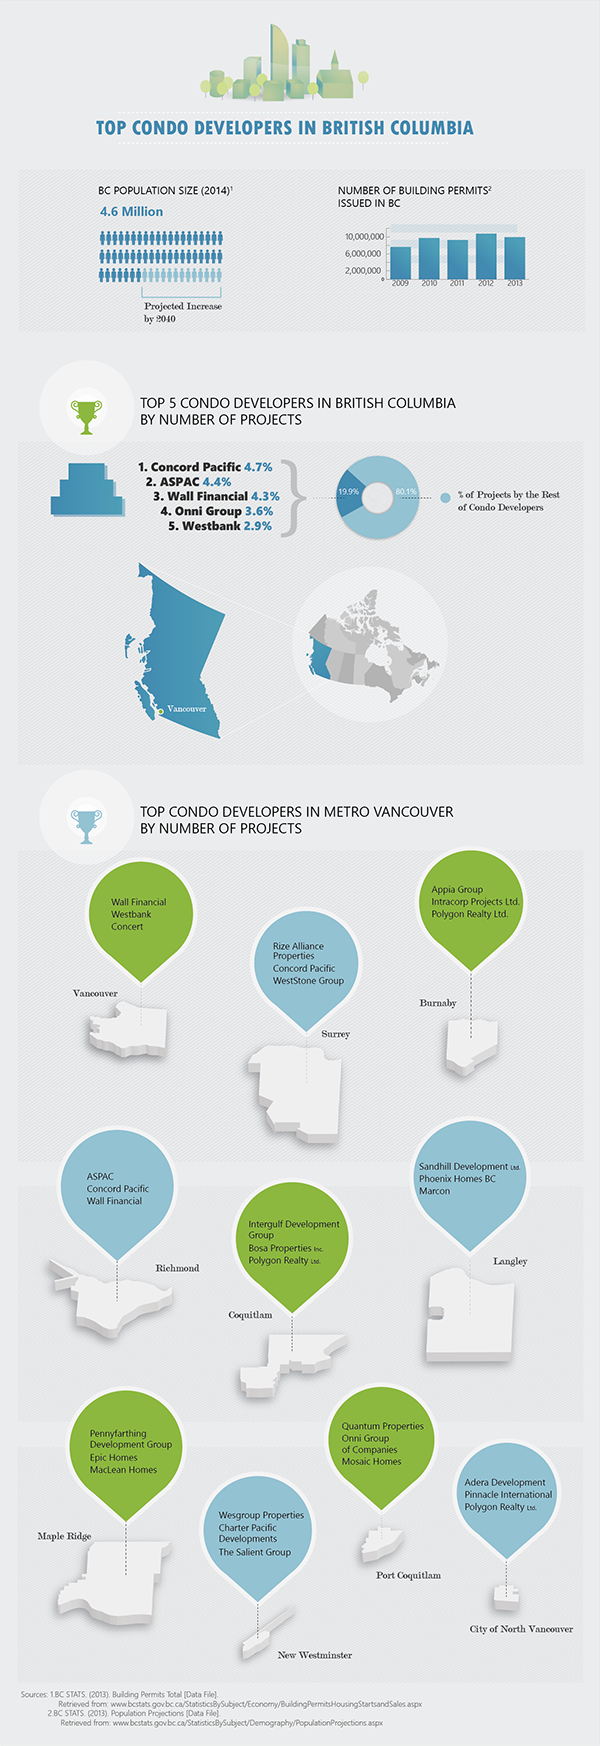 TOP CONDO DEVELOPERS IN BRITISH COLUMBIA
BC POPULATION SIZE (2014)¹
4.6 Million
Projected Increase
by 2040
NUMBER OF BUILDING PERMITS²
ISSUED IN BC
10,000,000
6,000,000
2,000,000
0
2009 2010 2011 2012 2013
TOP 5 CONDO DEVELOPERS IN BRITISH COLUMBIA
BY NUMBER OF PROJECTS
1. Concord Pacific 4.7%
2. ASPAC 4.4%
3. Wall Financial 4.3%
4. Onni Group 3.6%
5. Westbank 2.9%
19.9%
80.1%
% of Projects by the Rest
of Condo Developers
Vancouver
TOP CONDO DEVELOPERS IN METRO VANCOUVER
BY NUMBER OF PROJECTS
Wall Financial
Westbank
Concert
Vancouver
Rize Alliance
Properties
Concord Pacific
WestStone Group
Surrey
Appia Group
Intracorp Projects Ltd.
Polygon Realty Ltd.
Burnaby
ASPAC
Concord Pacific
Wall Financial
Richmond
Intergulf Development
Group
Bosa Properties Inc.
Polygon Realty Ltd.
Coquitlam
Sandhill Development Ltd.
Phoenix Homes BC
Marcon
Langley
Pennyfarthing
Development Group
Epic Homes
MacLean Homes
Maple Ridge
Wesgroup Properties
Charter Pacific
Developments
The Salient Group
New Westminster
Quantum Properties
Onni Group
of Companies
Mosaic Homes
Port Coquitlam
Adera Development
Pinnacle International
Polygon Realty Ltd.
City of North Vancouver
Sources: 1.BC STATS. (2013). Building Permits Total [Data File].
Retrieved from: www.bcstats.gov.bc.ca/StatisticsBySubject/Economy/BuildingPermitsHousingStartsandSales.aspx
2.BC STATS. (2013). Population Projections [Data File].
Retrieved from: www.bcstats.gov.bc.ca/StatisticsBySubject/Demography/PopulationProjections.aspx